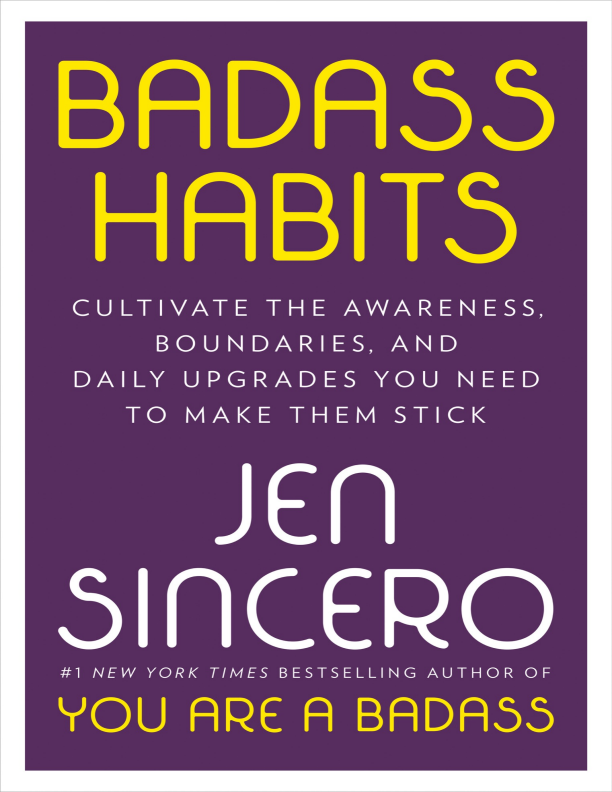 BADASS
HABITS
CULTIVATE THE AWARENESS,
BOUNDARIES, AND
DAILY UPGRADES YOU NEED
TO MAKE THEM STICK
JEN
SINCERO
#1 NEW YORK TIMES BESTSELLING AUTHOR OF
YOU ARE A BADASS